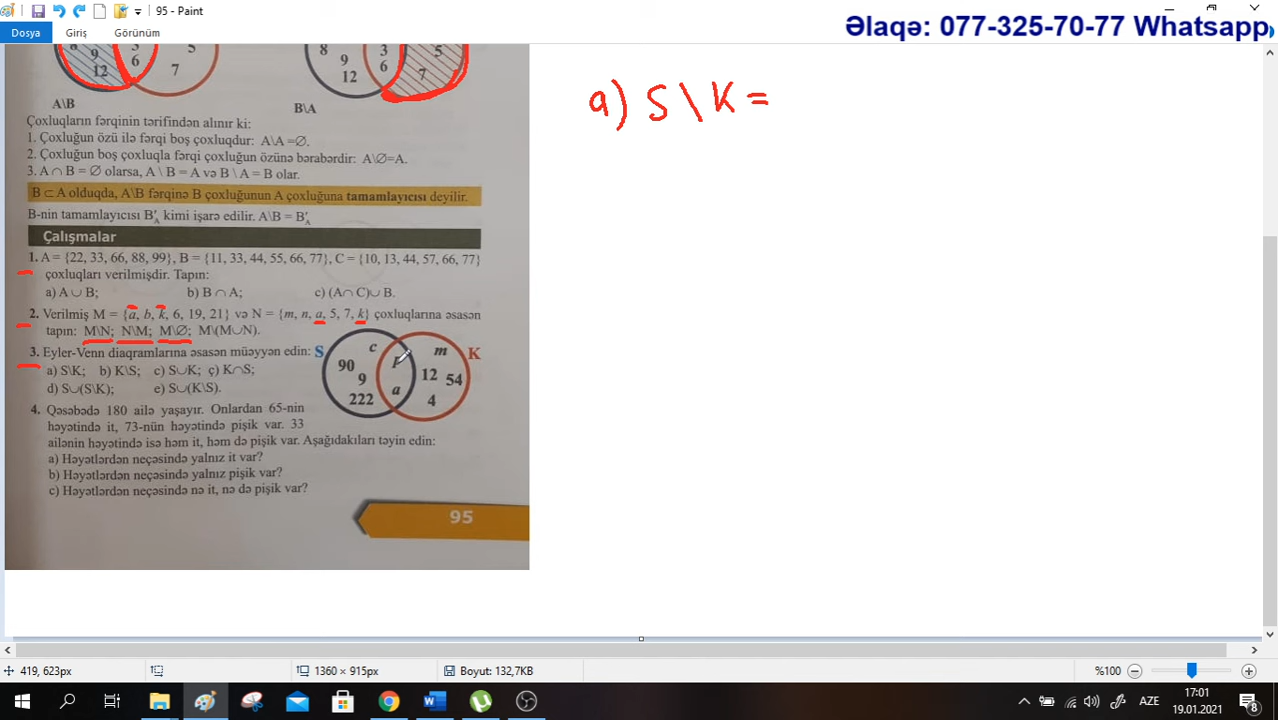 95 - Paint
Əlaqə: 077-325-70-77 Whatsapp
Dosya Giriş Görünüm
8 9 12 3 6 5 7
8 9 12 3 6 5 7
A\B
B\A
Çoxluqların fərqinin tərifindən alınır ki:
1. Çoxluğun özü ilə fərqi boş çoxluqdur: A\A =∅.
2. Çoxluğun boş çoxluqla fərqi çoxluğun özünə bərabərdir: A\∅=A.
3. A ∩ B = ∅ olarsa, A \ B = A və B \ A = B olar.
B ⊂ A olduqda, A\B fərqinə B çoxluğunun A çoxluğuna tamamlayıcısı deyilir.
B-nin tamamlayıcısı B′A kimi işarə edilir. A\B = B′A
Çalışmalar
1. A = {22, 33, 66, 88, 99}, B = {11, 33, 44, 55, 66, 77}, C = {10, 13, 44, 57, 66, 77}
çoxluqları verilmişdir. Tapın:
a) A ∪ B; b) B ∩ A; c) (A∩ C)∪ B.
2. Verilmiş M = {a, b, k, 6, 19, 21} və N = {m, n, a, 5, 7, k} çoxluqlarına əsasən
tapın: M\N; N\M; M\∅; M\(M∪N).
3. Eyler-Venn diaqramlarına əsasən müəyyən edin:
a) S\K; b) K\S; c) S∪K; ç) K∩S;
d) S∪(S\K); e) S∪(K\S).
S c m K
90 12 54
9 a
222 4
4. Qəsəbədə 180 ailə yaşayır. Onlardan 65-nin
həyətində it, 73-nün həyətində pişik var. 33
ailənin həyətində isə həm it, həm də pişik var. Aşağıdakıları təyin edin:
a) Həyətlərdən neçəsində yalnız it var?
b) Həyətlərdən neçəsində yalnız pişik var?
c) Həyətlərdən neçəsində nə it, nə də pişik var?
95
a) S \ K =
419, 623px
1360 × 915px
Boyut: 132,7KB
%100
AZE
17:01
19.01.2021
8